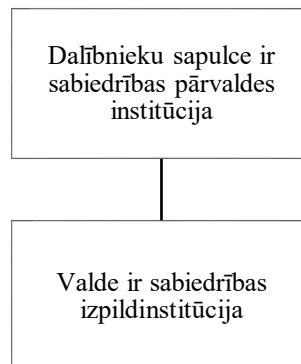 Dalībnieku sapulce ir
sabiedrības pārvaldes
institūcija
Valde ir sabiedrības
izpildinstitūcija